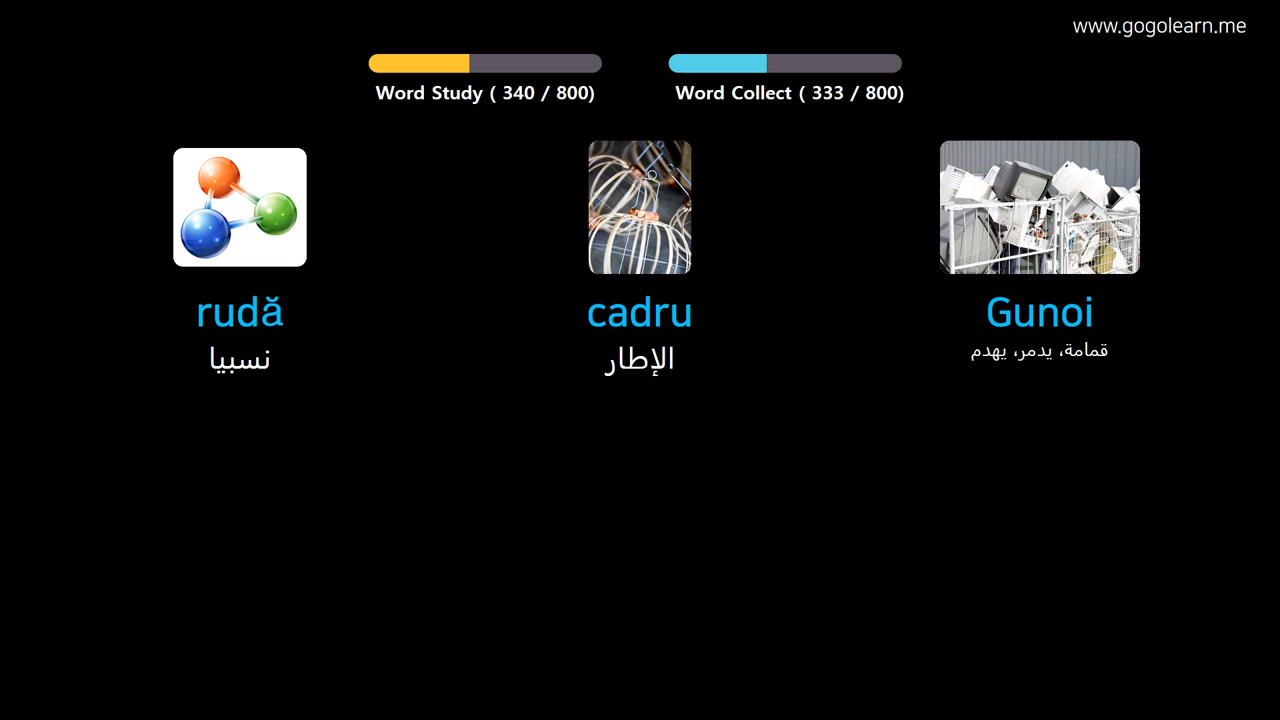 www.gogolearn.me
Word Study ( 340 / 800)
Word Collect ( 333 / 800)
rudă
cadru
Gunoi
نسبيا
الإطار
قمامة، يدمر، يهدم